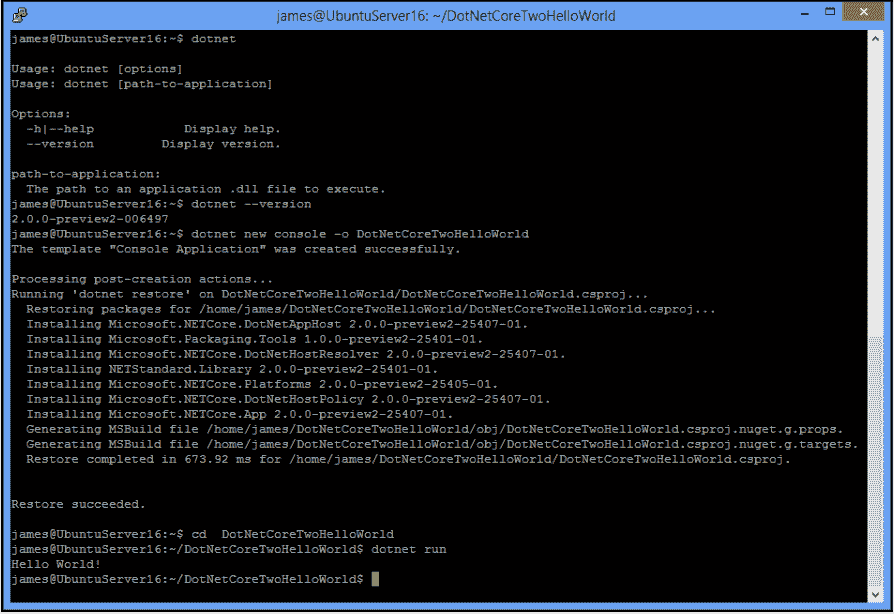 james@UbuntuServer16: ~/DotNetCoreTwoHelloWorld
james@UbuntuServer16:~$ dotnet
Usage: dotnet [options]
Usage: dotnet [path-to-application]
Options:
-h|--help Display help.
--version Display version.
path-to-application:
The path to an application .dll file to execute.
james@UbuntuServer16:~$ dotnet --version
2.0.0-preview2-006497
james@UbuntuServer16:~$ dotnet new console -o DotNetCoreTwoHelloWorld
The template "Console Application" was created successfully.
Processing post-creation actions...
Running 'dotnet restore' on DotNetCoreTwoHelloWorld/DotNetCoreTwoHelloWorld.csproj...
Restoring packages for /home/james/DotNetCoreTwoHelloWorld/DotNetCoreTwoHelloWorld.csproj...
Installing Microsoft.NETCore.DotNetAppHost 2.0.0-preview2-25407-01.
Installing Microsoft.Packaging.Tools 1.0.0-preview2-25401-01.
Installing Microsoft.NETCore.DotNetHostResolver 2.0.0-preview2-25407-01.
Installing NETStandard.Library 2.0.0-preview2-25401-01.
Installing Microsoft.NETCore.Platforms 2.0.0-preview2-25405-01.
Installing Microsoft.NETCore.DotNetHostPolicy 2.0.0-preview2-25407-01.
Installing Microsoft.NETCore.App 2.0.0-preview2-25407-01.
Generating MSBuild file /home/james/DotNetCoreTwoHelloWorld/obj/DotNetCoreTwoHelloWorld.csproj.nuget.g.props.
Generating MSBuild file /home/james/DotNetCoreTwoHelloWorld/obj/DotNetCoreTwoHelloWorld.csproj.nuget.g.targets.
Restore completed in 673.92 ms for /home/james/DotNetCoreTwoHelloWorld/DotNetCoreTwoHelloWorld.csproj.
Restore succeeded.
james@UbuntuServer16:~$ cd  DotNetCoreTwoHelloWorld
james@UbuntuServer16:~/DotNetCoreTwoHelloWorld$ dotnet run
Hello World!
james@UbuntuServer16:~/DotNetCoreTwoHelloWorld$